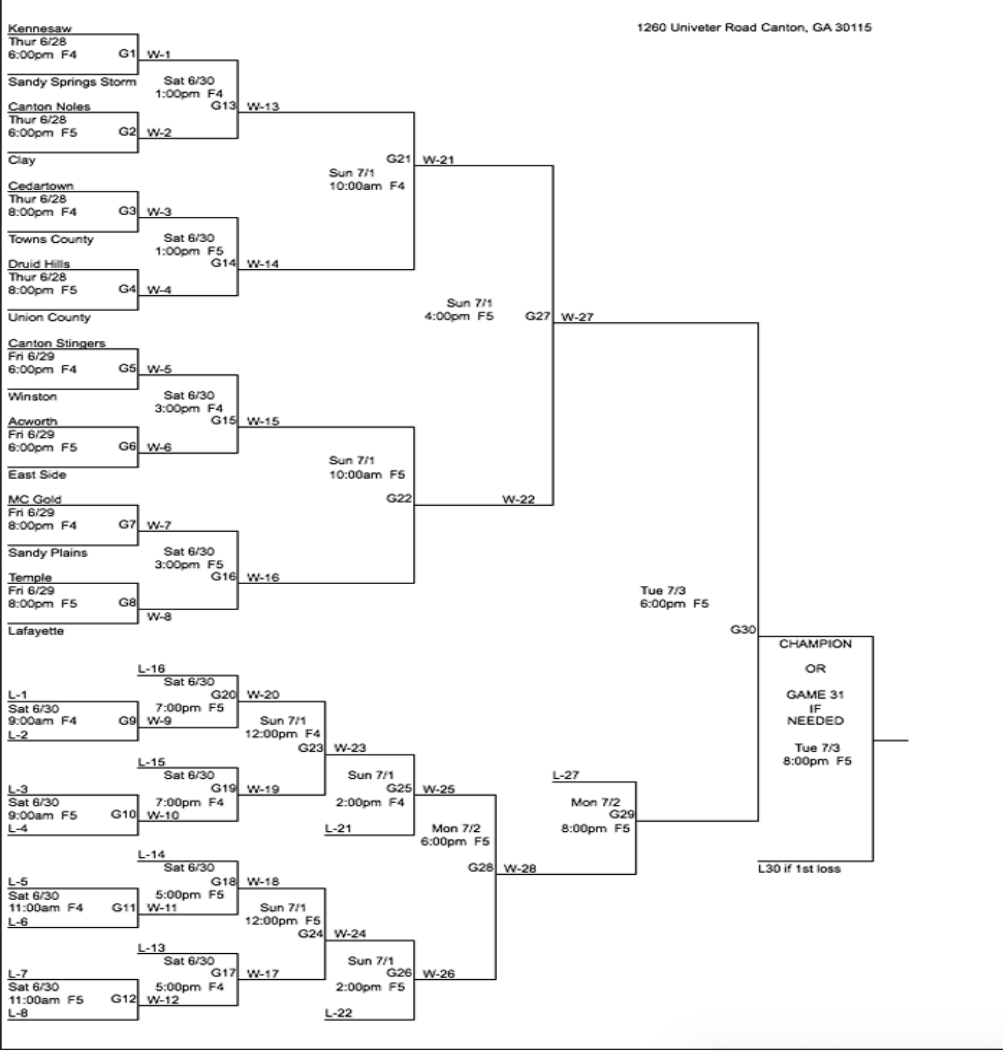 1260 Univeter Road Canton, GA 30115
Kennesaw
Thur 6/28
6:00pm F4 G1 W-1
Sandy Springs Storm
Sat 6/30
1:00pm F4
G13 W-13
Canton Noles
Thur 6/28
6:00pm F5 G2 W-2
Clay
G21 W-21
Sun 7/1
10:00am F4
Cedartown
Thur 6/28
8:00pm F4 G3 W-3
Towns County
Sat 6/30
1:00pm F5
G14 W-14
Druid Hills
Thur 6/28
8:00pm F5 G4 W-4
Union County
Sun 7/1
4:00pm F5 G27 W-27
Canton Stingers
Fri 6/29
6:00pm F4 G5 W-5
Winston
Sat 6/30
3:00pm F4
G15 W-15
Acworth
Fri 6/29
6:00pm F5 G6 W-6
East Side
Sun 7/1
10:00am F5
G22 W-22
MC Gold
Fri 6/29
8:00pm F4 G7 W-7
Sandy Plains
Sat 6/30
3:00pm F5
G16 W-16
Temple
Fri 6/29
8:00pm F5 G8
W-8
Lafayette
Tue 7/3
6:00pm F5
G30
CHAMPION
OR
GAME 31
IF
NEEDED
Tue 7/3
8:00pm F5
L30 if 1st loss
L-16
Sat 6/30
G20 W-20
7:00pm F5
L-1
Sat 6/30
9:00am F4 G9 W-9
L-2
Sun 7/1
12:00pm F4
G23 W-23
L-15
Sat 6/30
G19 W-19
7:00pm F4
L-3
Sat 6/30
9:00am F5 G10 W-10
L-4
Sun 7/1
G25 W-25
2:00pm F4
L-21
L-27
Mon 7/2
G29
8:00pm F5
Mon 7/2
6:00pm F5
G28 W-28
L-14
Sat 6/30
G18 W-18
5:00pm F5
L-5
Sat 6/30
11:00am F4 G11 W-11
L-6
Sun 7/1
12:00pm F5
G24 W-24
L-13
Sat 6/30
G17 W-17
5:00pm F4
L-7
Sat 6/30
11:00am F5 G12 W-12
L-8
Sun 7/1
G26 W-26
2:00pm F5
L-22